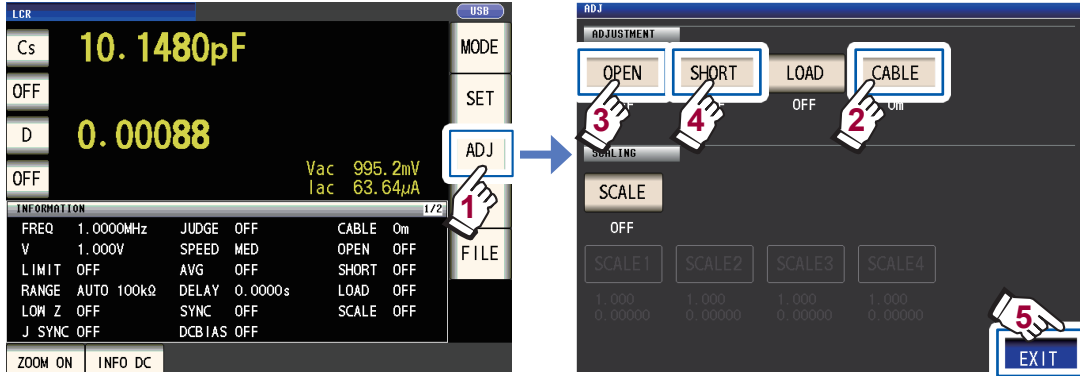 LCR USB
Cs 10.1480pF MODE
OFF SET
D 0.00088 ADJ
OFF Vac 995.2mV
Iac 63.64μA
1
INFORMATION 1/2
FREQ 1.0000MHz JUDGE OFF CABLE 0m
V 1.000V SPEED MED OPEN OFF FILE
LIMIT OFF AVG OFF SHORT OFF
RANGE AUTO 100kΩ DELAY 0.0000s LOAD OFF
LOW Z OFF SYNC OFF SCALE OFF
J SYNC OFF DCBIAS OFF
ZOOM ON INFO DC
ADJ
ADJUSTMENT
OPEN SHORT LOAD CABLE
OFF 0m
3 4 2
SCALING
SCALE
OFF
SCALE1 SCALE2 SCALE3 SCALE4
1.000 1.000 1.000 1.000
0.00000 0.00000 0.00000 0.00000
5
EXIT